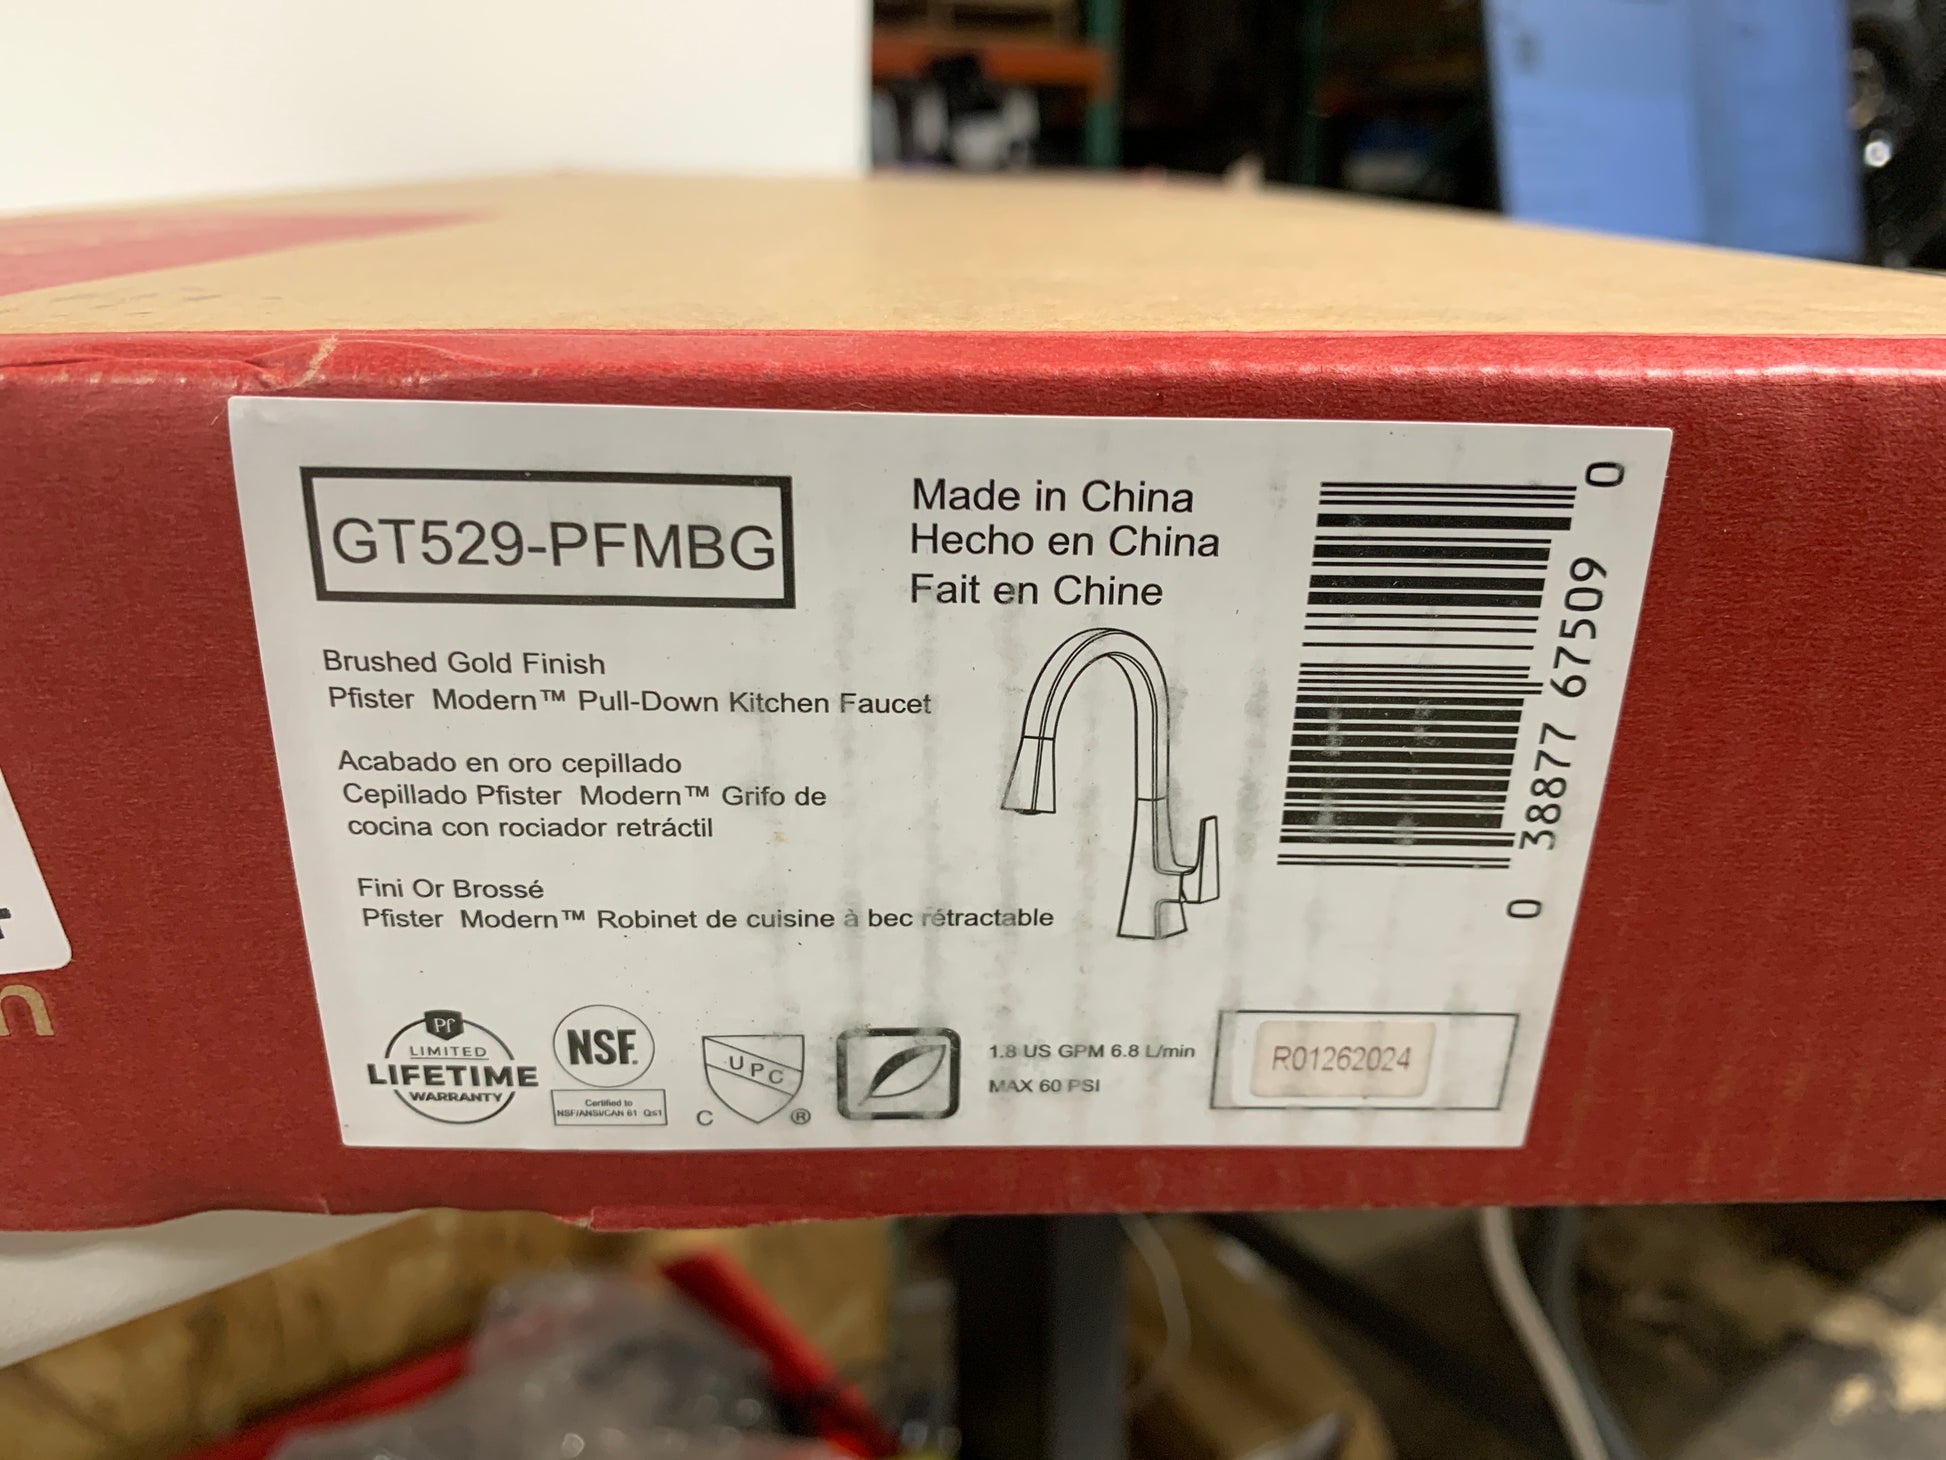 GT529-PFMBG
Made in China
Hecho en China
Fait en Chine
Brushed Gold Finish
Pfister Modern™ Pull-Down Kitchen Faucet
Acabado en oro cepillado
Cepillado Pfister Modern™ Grifo de
cocina con rociador retráctil
Fini Or Brossé
Pfister Modern™ Robinet de cuisine à bec rétractable
0 38877 67509 0
Pf
LIMITED
LIFETIME
WARRANTY
NSF.
Certified to
NSF/ANSI/CAN 61 Q≤1
UPC
C ®
1.8 US GPM 6.8 L/min
MAX 60 PSI
R01262024
n